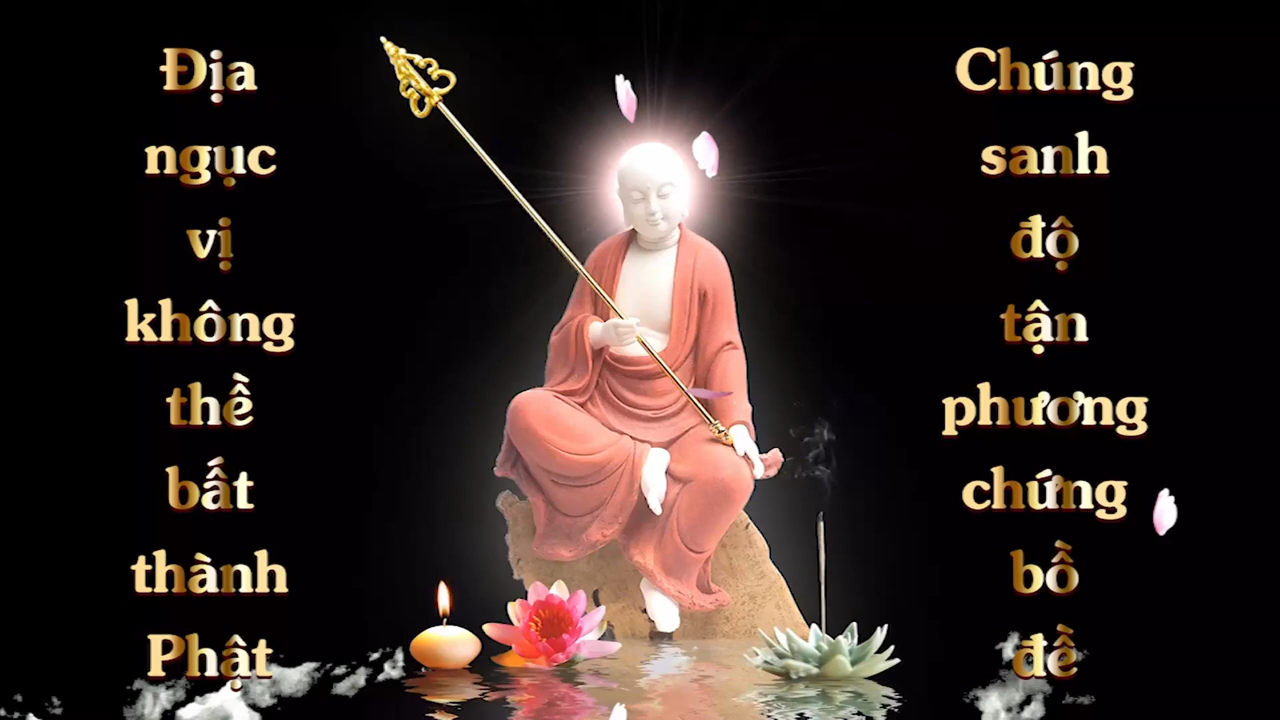 Địa
ngục
vị
không
thề
bất
thành
Phật
Chúng
sanh
độ
tận
phương
chứng
bồ
đề